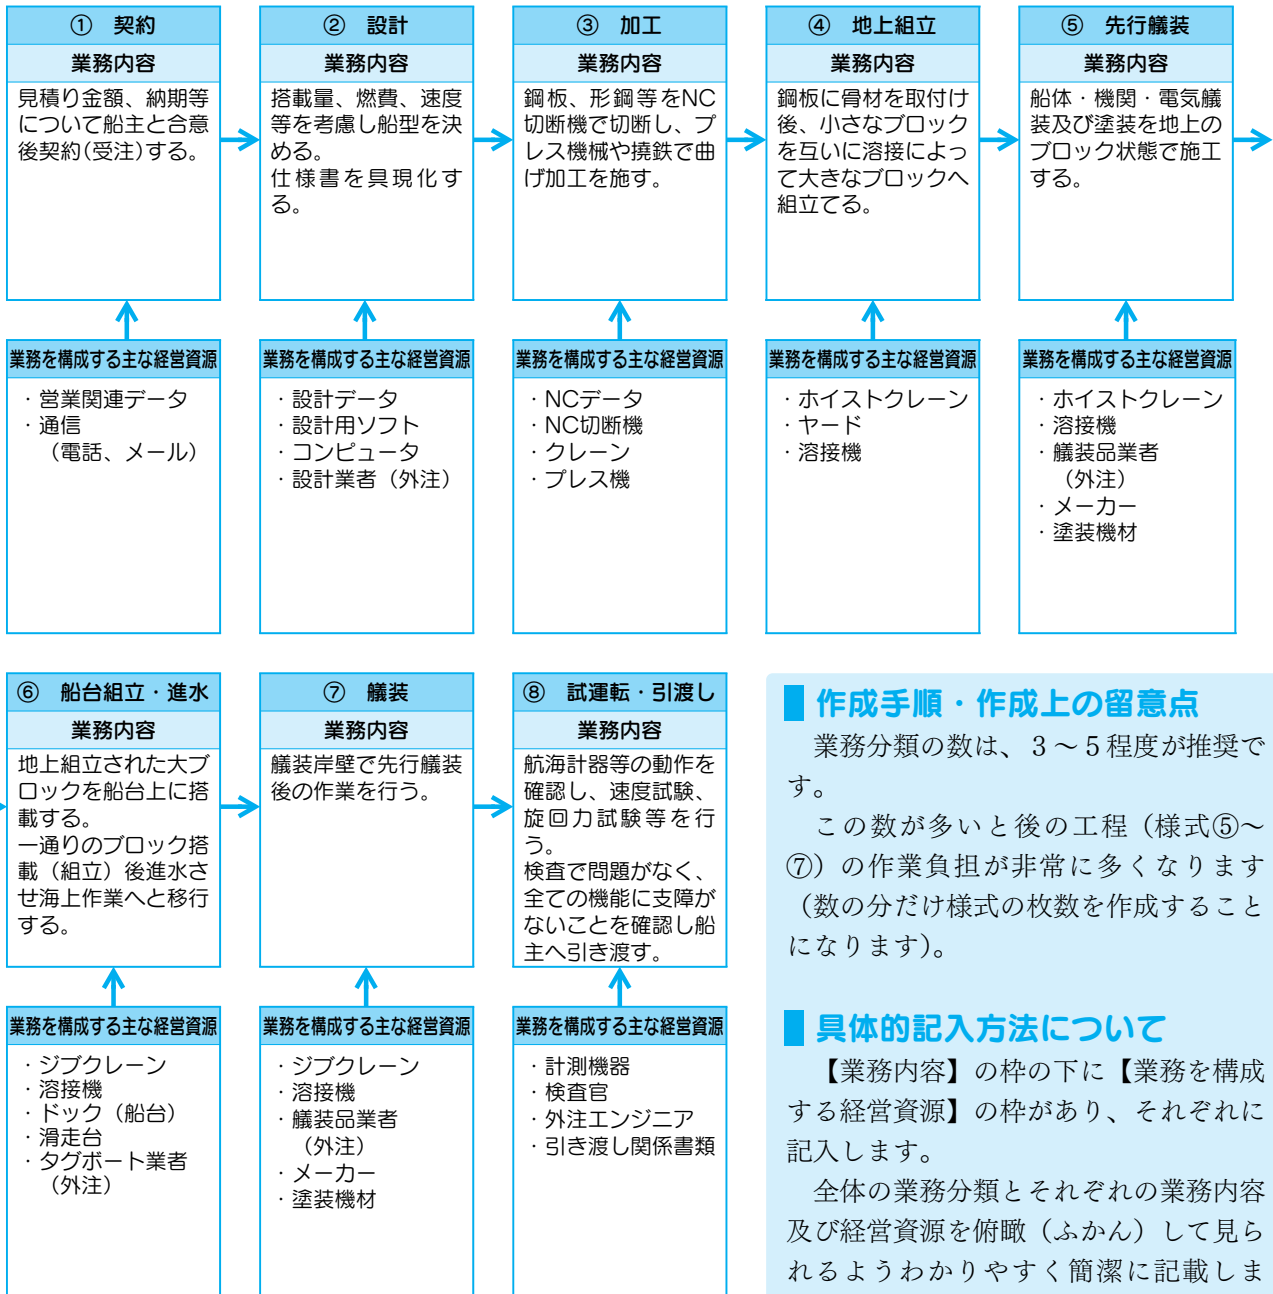 ① 契約
業務内容
見積り金額、納期等
について船主と合意
後契約(受注)する。
業務を構成する主な経営資源
・営業関連データ
・通信
（電話、メール）
② 設計
業務内容
搭載量、燃費、速度
等を考慮し船型を決
める。
仕様書を具現化す
る。
業務を構成する主な経営資源
・設計データ
・設計用ソフト
・コンピュータ
・設計業者（外注）
③ 加工
業務内容
鋼板、形鋼等をNC
切断機で切断し、プ
レス機械や撓鉄で曲
げ加工を施す。
業務を構成する主な経営資源
・NCデータ
・NC切断機
・クレーン
・プレス機
④ 地上組立
業務内容
鋼板に骨材を取付け
後、小さなブロック
を互いに溶接によっ
て大きなブロックへ
組立てる。
業務を構成する主な経営資源
・ホイストクレーン
・ヤード
・溶接機
⑤ 先行艤装
業務内容
船体・機関・電気艤
装及び塗装を地上の
ブロック状態で施工
する。
業務を構成する主な経営資源
・ホイストクレーン
・溶接機
・艤装品業者
（外注）
・メーカー
・塗装機材
⑥ 船台組立・進水
業務内容
地上組立された大ブ
ロックを船台上に搭
載する。
一通りのブロック搭
載（組立）後進水さ
せ海上作業へと移行
する。
業務を構成する主な経営資源
・ジブクレーン
・溶接機
・ドック（船台）
・滑走台
・タグボート業者
（外注）
⑦ 艤装
業務内容
艤装岸壁で先行艤装
後の作業を行う。
業務を構成する主な経営資源
・ジブクレーン
・溶接機
・艤装品業者
（外注）
・メーカー
・塗装機材
⑧ 試運転・引渡し
業務内容
航海計器等の動作を
確認し、速度試験、
旋回力試験等を行
う。
検査で問題がなく、
全ての機能に支障が
ないことを確認し船
主へ引き渡す。
業務を構成する主な経営資源
・計測機器
・検査官
・外注エンジニア
・引き渡し関係書類
作成手順・作成上の留意点
業務分類の数は、３～５程度が推奨で
す。
この数が多いと後の工程（様式⑤～
⑦）の作業負担が非常に多くなります
（数の分だけ様式の枚数を作成すること
になります）。
具体的記入方法について
【業務内容】の枠の下に【業務を構成
する経営資源】の枠があり、それぞれに
記入します。
全体の業務分類とそれぞれの業務内容
及び経営資源を俯瞰（ふかん）して見ら
れるようわかりやすく簡潔に記載しま